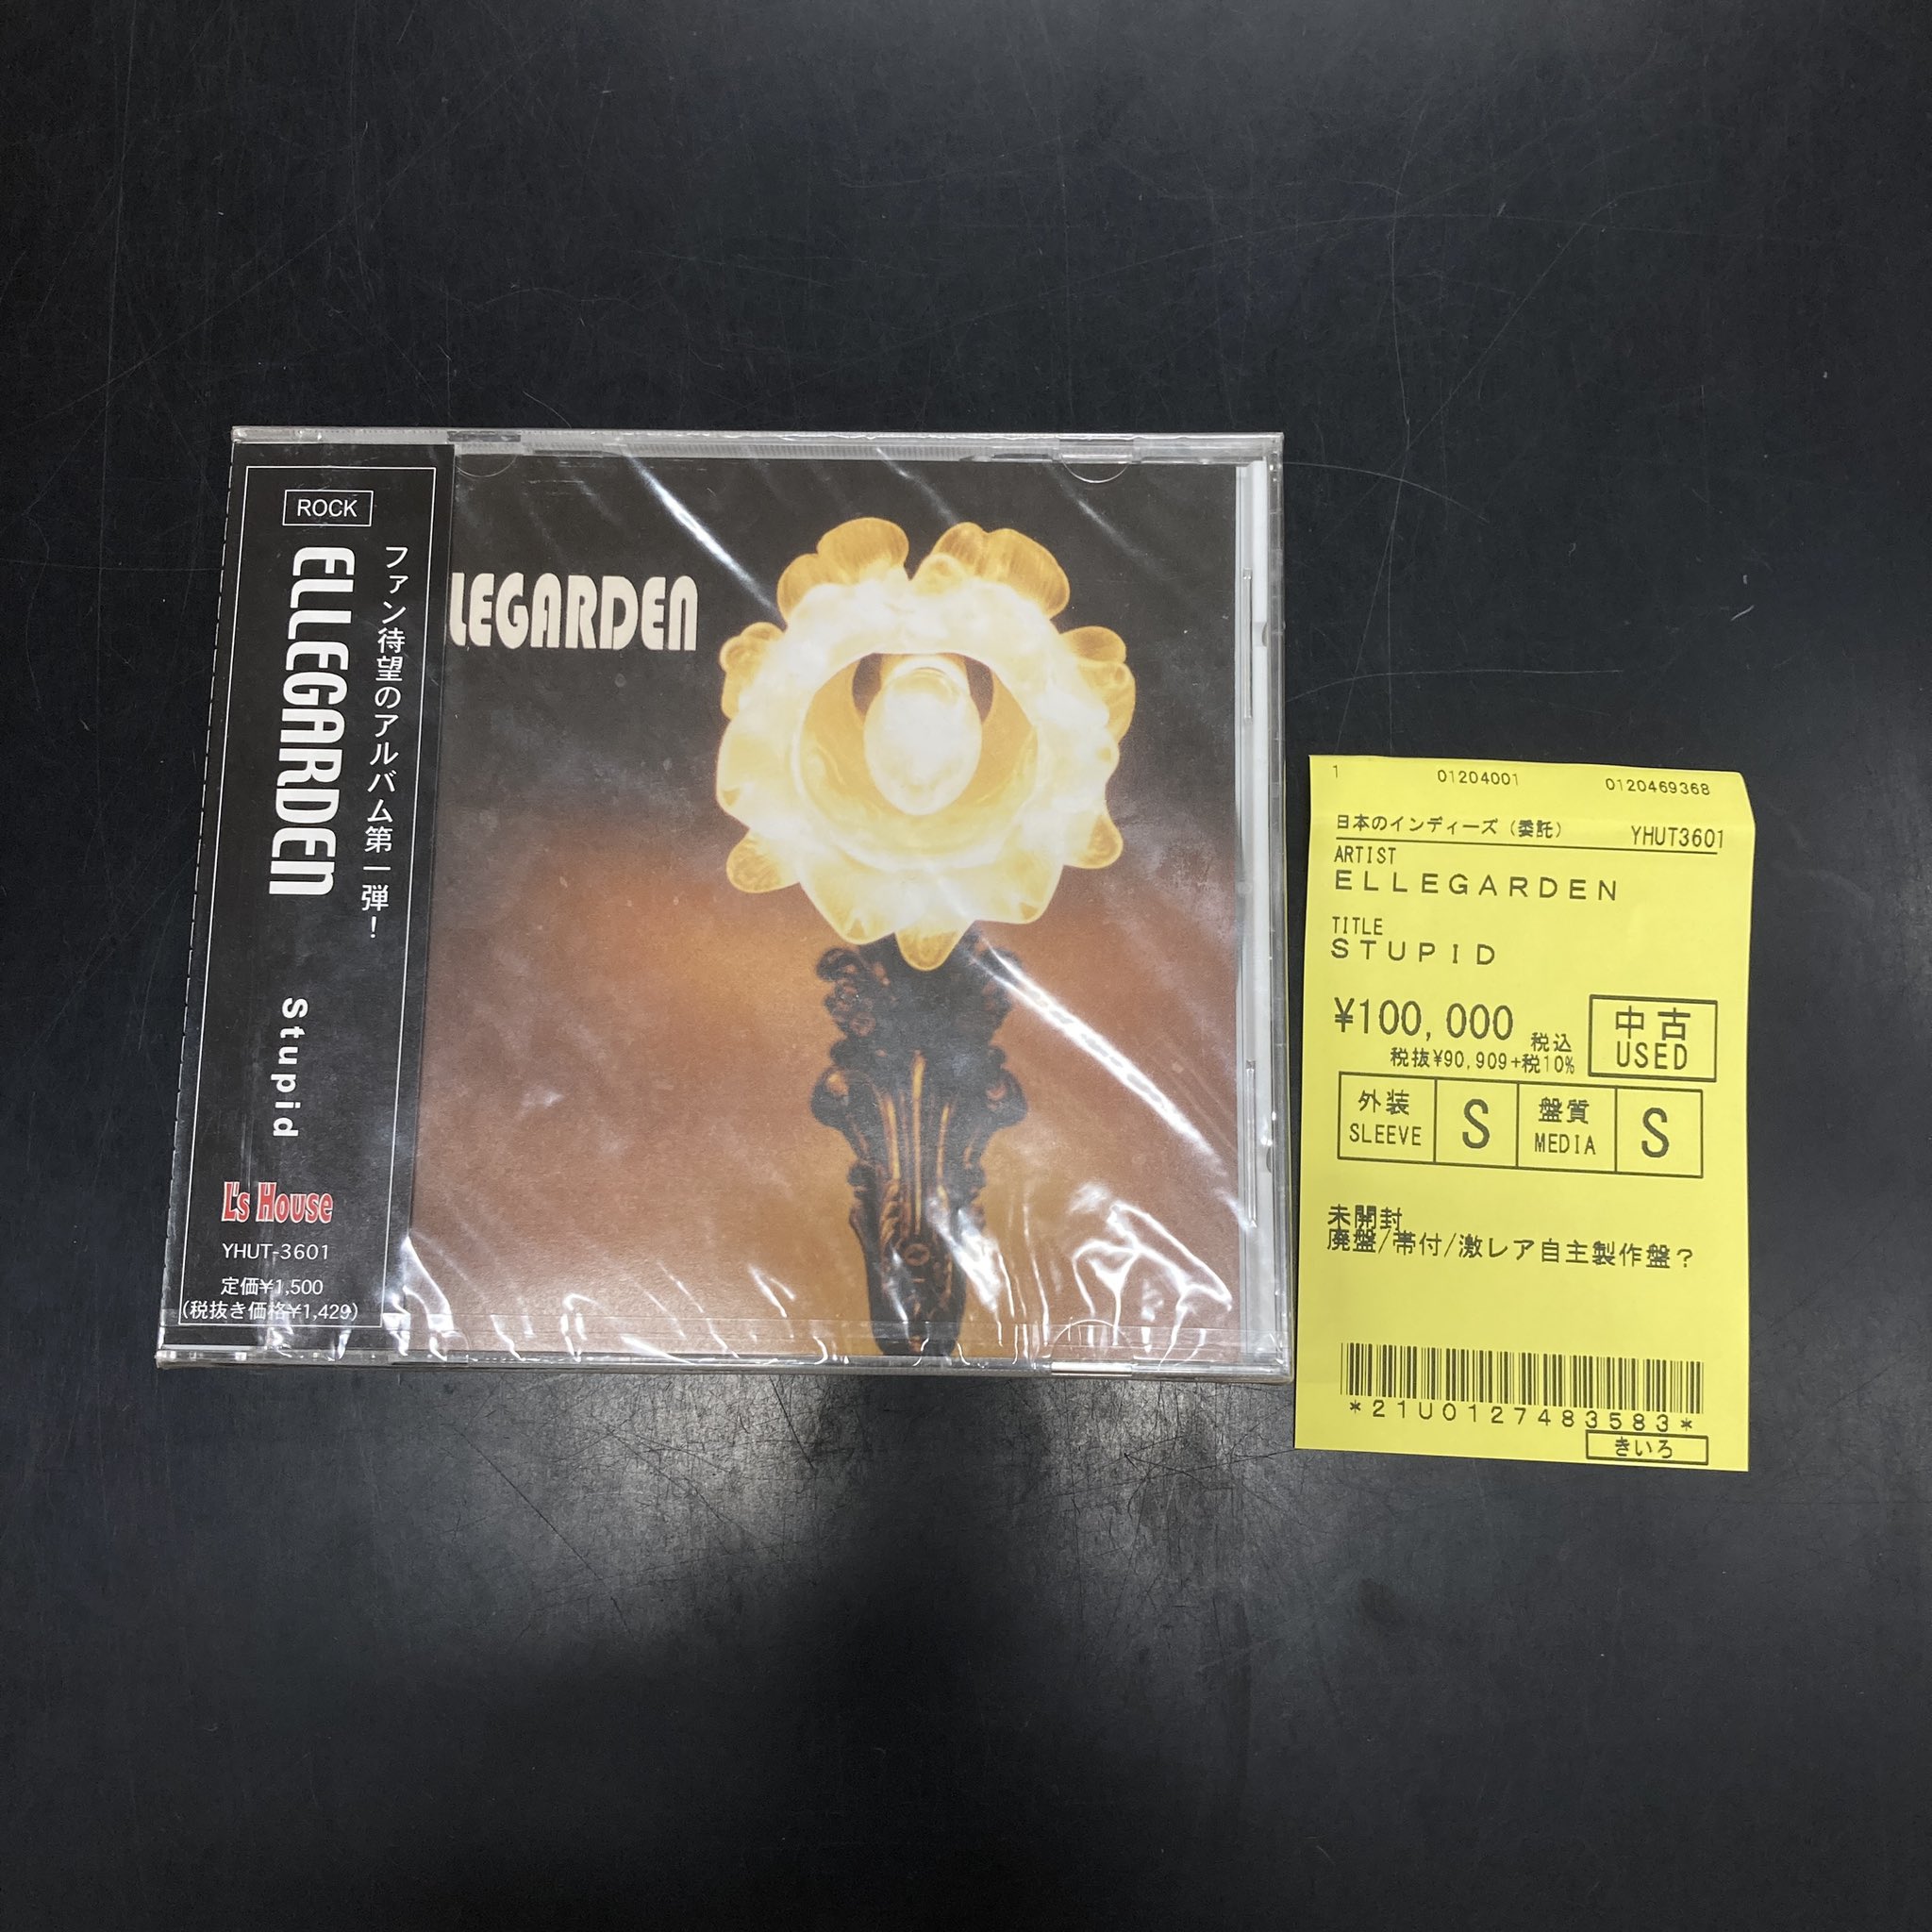 ROCK
ファン待望のアルバム第一弾！
ELLEGARDEN
Stupid
L's House
YHUT-3601
定価¥1,500
(税抜き価格¥1,429)
LEGARDEN
1 01204001 0120469368
日本のインディーズ（委託） YHUT3601
ARTIST
ELLEGARDEN
TITLE
STUPID
¥100,000 税込
税抜¥90,909+税10%
中古
USED
外装
SLEEVE
S
盤質
MEDIA
S
未開封
廃盤/帯付/激レア自主製作盤？
*21U0127483583*
きいろ